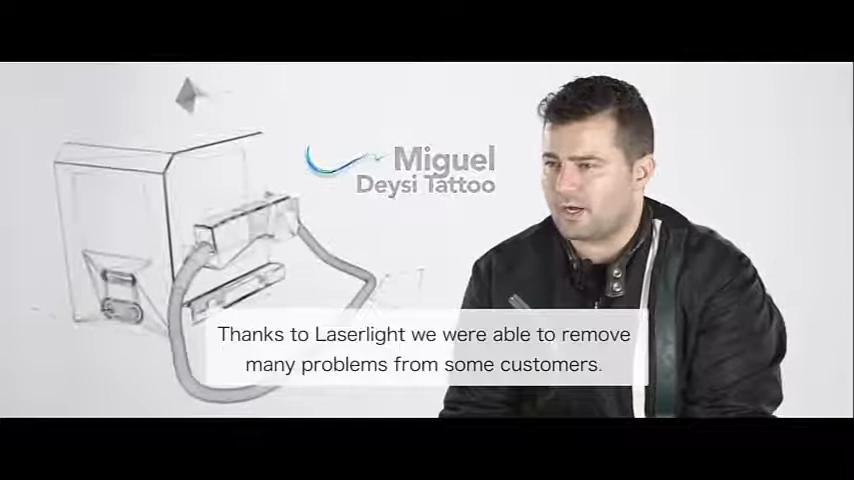 Miguel
Deysi Tattoo
Thanks to Laserlight we were able to remove
many problems from some customers.